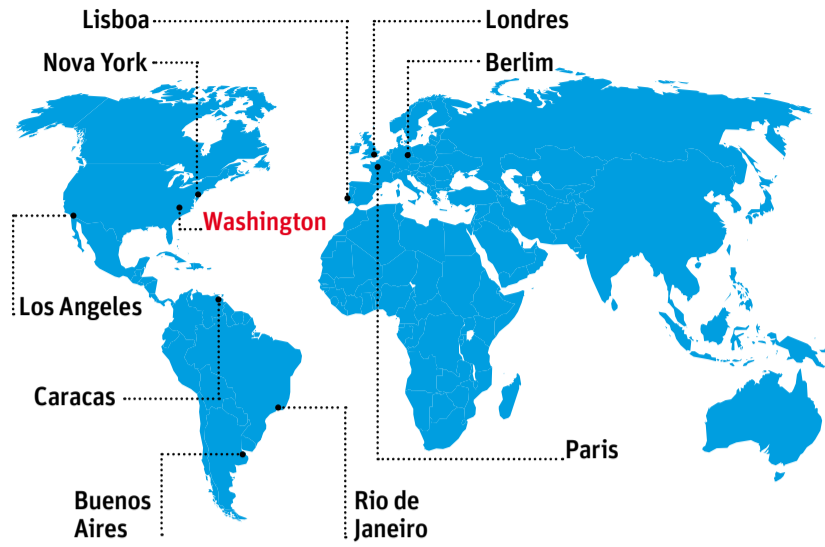 Lisboa
Londres
Nova York
Berlim
Washington
Los Angeles
Caracas
Paris
Buenos
Aires
Rio de
Janeiro